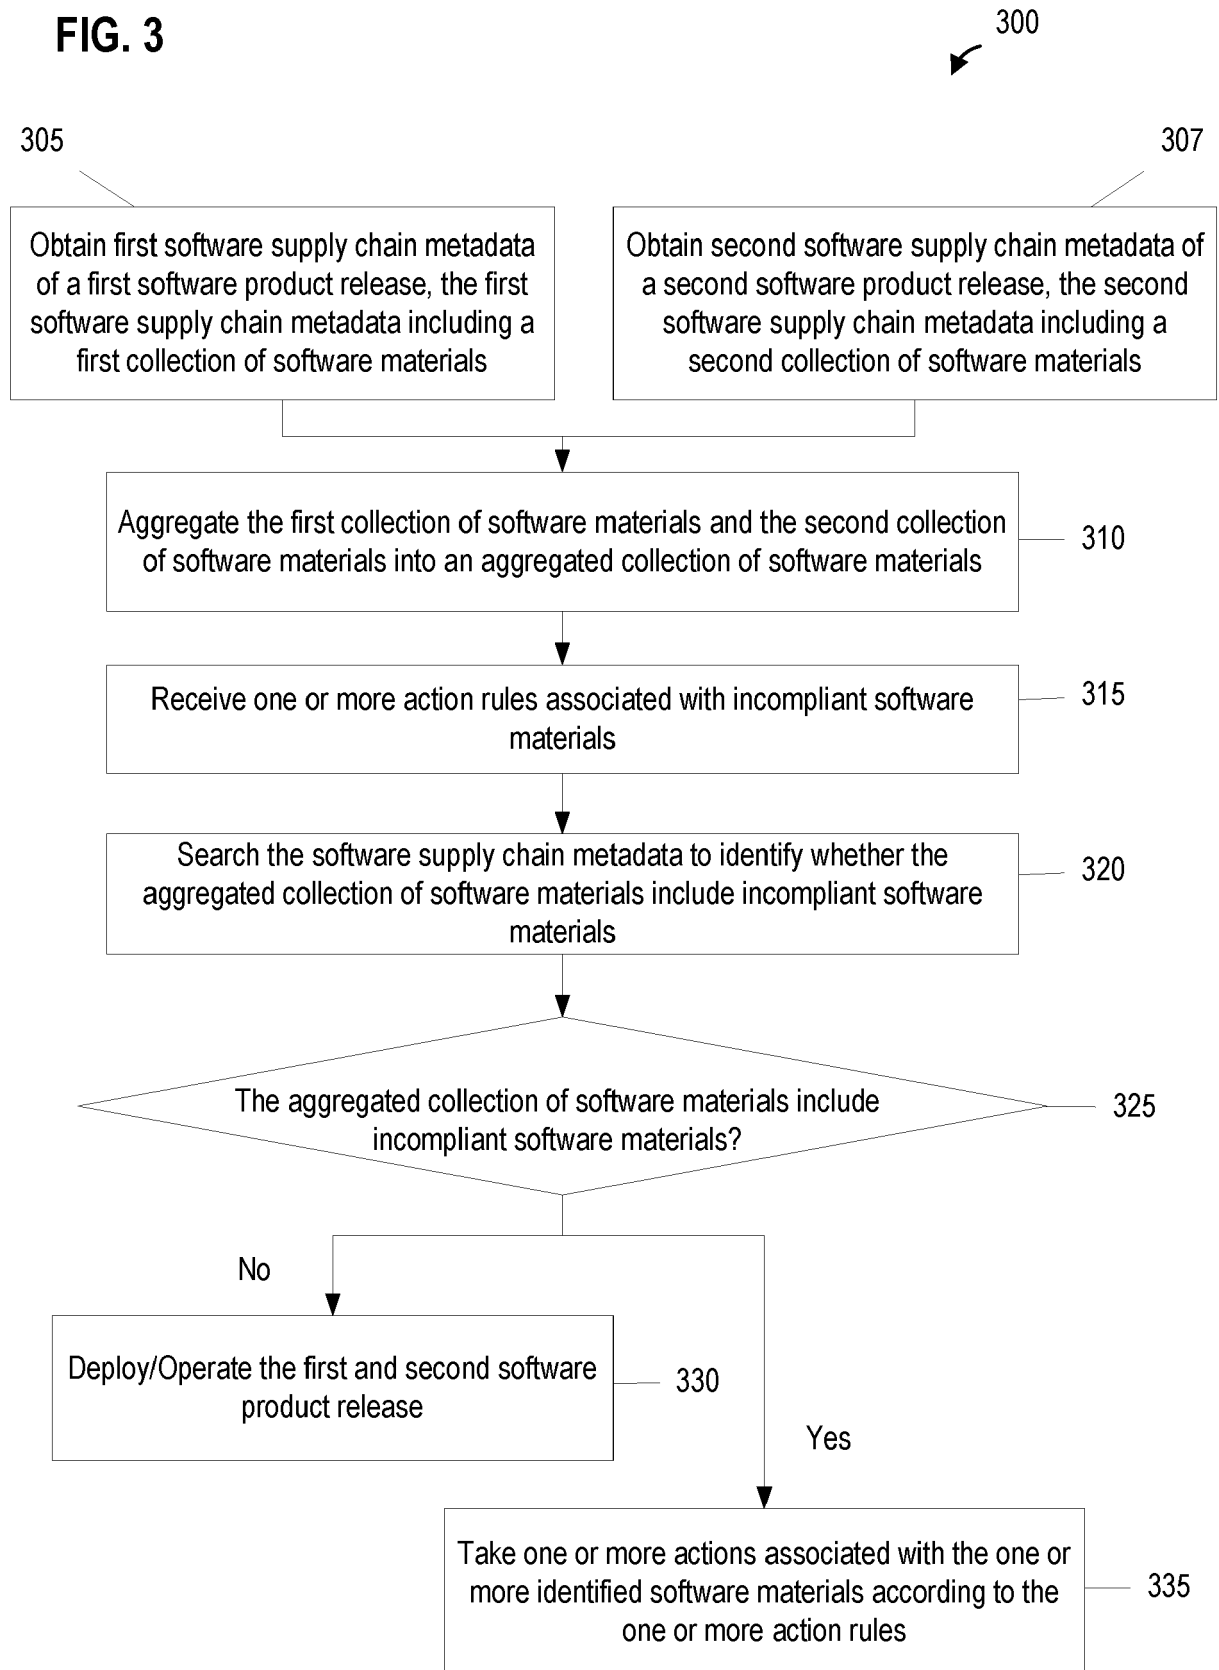 FIG. 3
300
305
307
Obtain first software supply chain metadata
of a first software product release, the first
software supply chain metadata including a
first collection of software materials
Obtain second software supply chain metadata of
a second software product release, the second
software supply chain metadata including a
second collection of software materials
Aggregate the first collection of software materials and the second collection
of software materials into an aggregated collection of software materials
310
Receive one or more action rules associated with incompliant software
materials
315
Search the software supply chain metadata to identify whether the
aggregated collection of software materials include incompliant software
materials
320
The aggregated collection of software materials include
incompliant software materials?
325
No
Deploy/Operate the first and second software
product release
330
Yes
Take one or more actions associated with the one or
more identified software materials according to the
one or more action rules
335